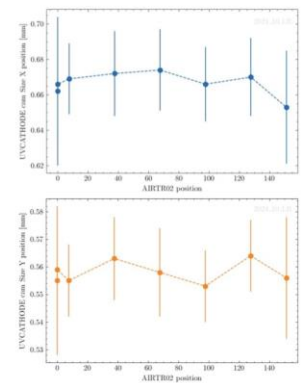 UVCATHODE cam Size X position [mm]
0.70
0.68
0.66
0.64
0.62
0 20 40 60 80 100 120 140
AIRTR02 position
UVCATHODE cam Size Y position [mm]
0.58
0.57
0.56
0.55
0.54
0.53
0 20 40 60 80 100 120 140
AIRTR02 position